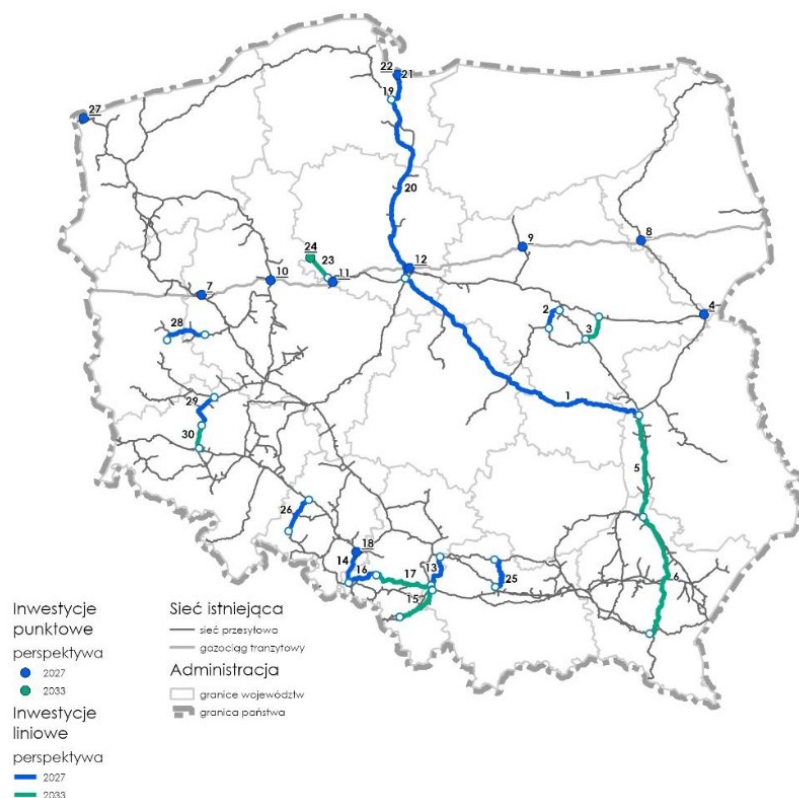 22
21
19
27
20
24
23
12
9
8
10
11
7
4
28
2
3
29
1
30
5
26
18
14
16
17
13
25
15
6
Inwestycje
punktowe
perspektywa
2027
2033
Inwestycje
liniowe
perspektywa
2027
2033
Sieć istniejąca
sieć przesyłowa
gazociąg tranzytowy
Administracja
granice województw
granica państwa